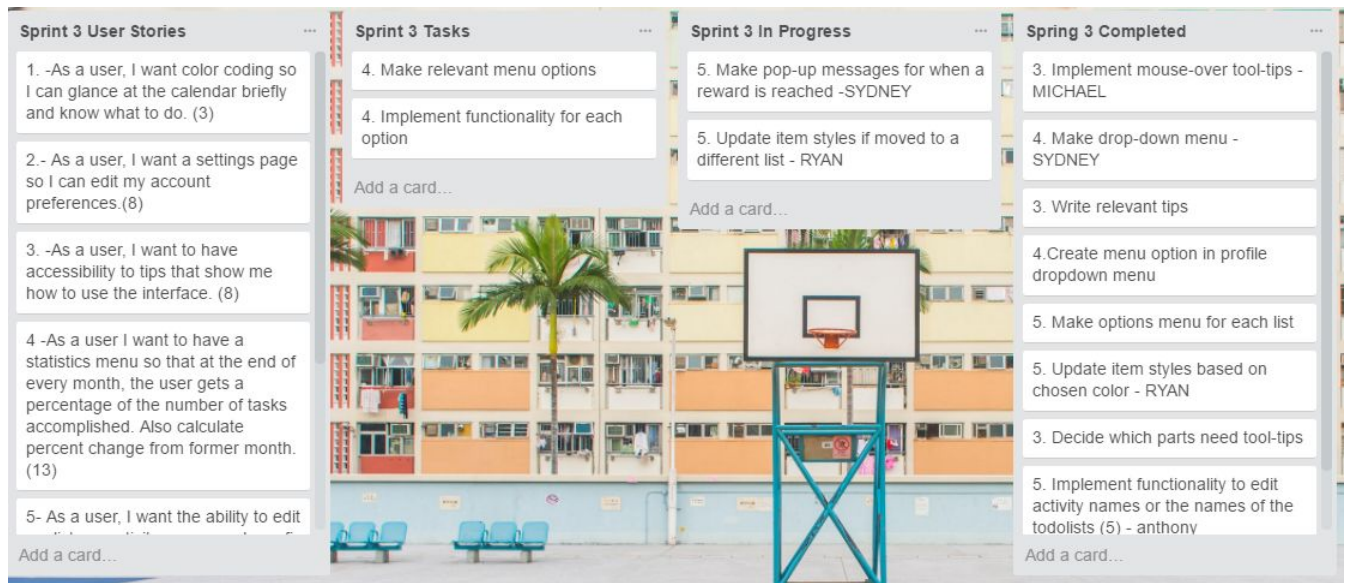 Sprint 3 User Stories
1. -As a user, I want color coding so
I can glance at the calendar briefly
and know what to do. (3)
2.- As a user, I want a settings page
so I can edit my account
preferences.(8)
3. -As a user, I want to have
accessibility to tips that show me
how to use the interface. (8)
4 -As a user I want to have a
statistics menu so that at the end of
every month, the user gets a
percentage of the number of tasks
accomplished. Also calculate
percent change from former month.
(13)
5- As a user, I want the ability to edit
Add a card...
Sprint 3 Tasks
4. Make relevant menu options
4. Implement functionality for each
option
Add a card...
Sprint 3 In Progress
5. Make pop-up messages for when a
reward is reached -SYDNEY
5. Update item styles if moved to a
different list - RYAN
Add a card...
Spring 3 Completed
3. Implement mouse-over tool-tips -
MICHAEL
4. Make drop-down menu -
SYDNEY
3. Write relevant tips
4.Create menu option in profile
dropdown menu
5. Make options menu for each list
5. Update item styles based on
chosen color - RYAN
3. Decide which parts need tool-tips
5. Implement functionality to edit
activity names or the names of the
todolists (5) - anthony
Add a card...